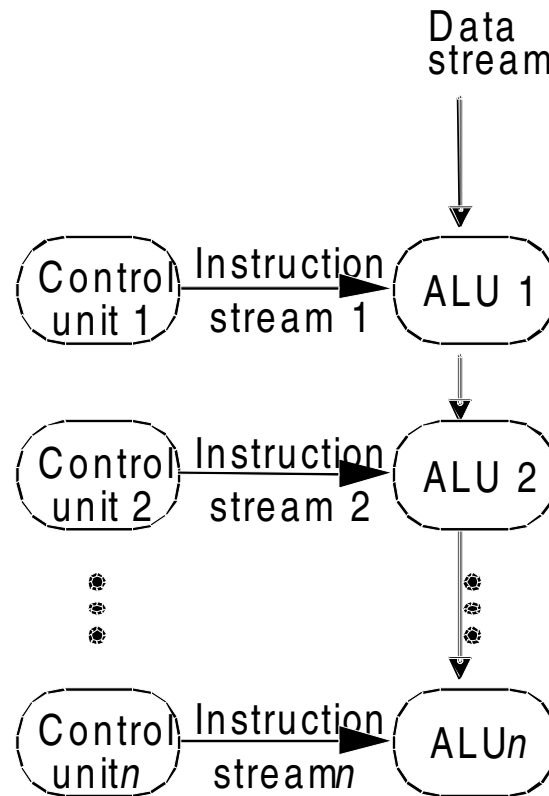 Data
stream
Control
unit 1
Instruction
stream 1
ALU 1
Control
unit 2
Instruction
stream 2
ALU 2
Control
unitn
Instruction
streamn
ALUn